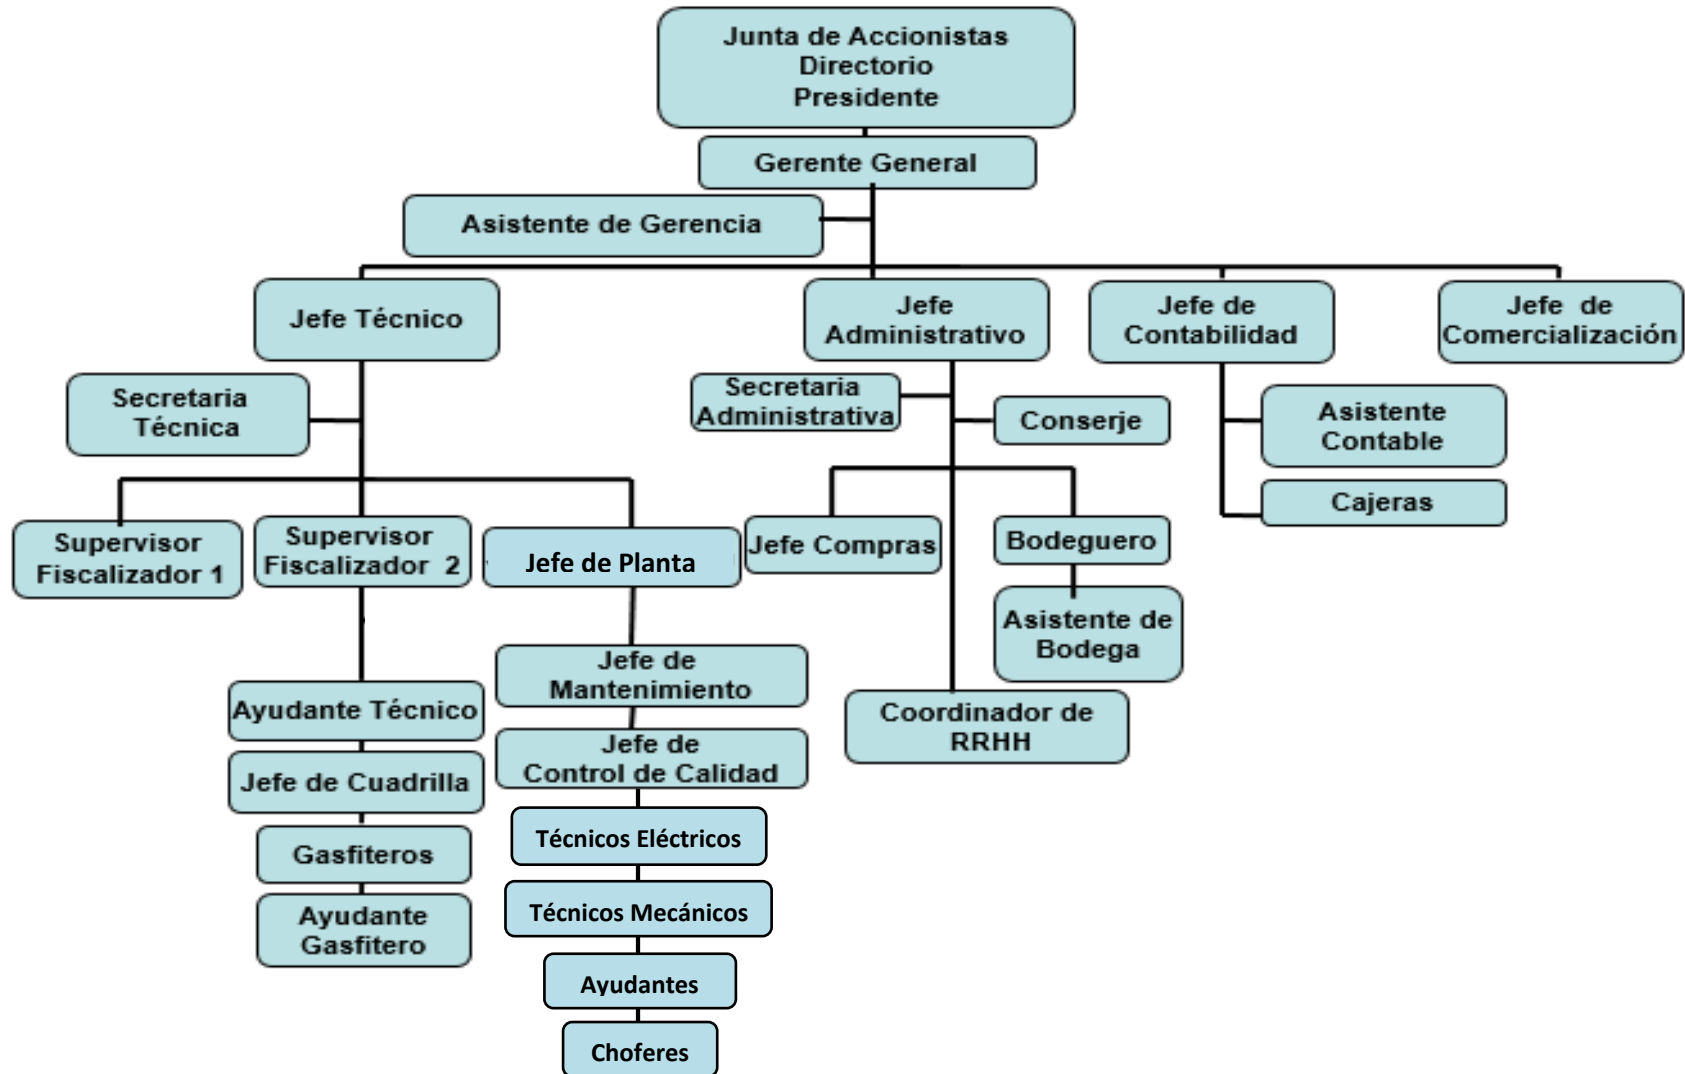 Junta de Accionistas
Directorio
Presidente
Gerente General
Asistente de Gerencia
Jefe Técnico
Jefe
Administrativo
Jefe de
Contabilidad
Jefe de
Comercialización
Secretaria
Técnica
Secretaria
Administrativa
Conserje
Asistente
Contable
Cajeras
Supervisor
Fiscalizador 1
Supervisor
Fiscalizador 2
Jefe de Planta
Jefe Compras
Bodeguero
Asistente de
Bodega
Jefe de
Mantenimiento
Ayudante Técnico
Coordinador de
RRHH
Jefe de
Control de Calidad
Jefe de Cuadrilla
Técnicos Eléctricos
Gasfiteros
Técnicos Mecánicos
Ayudante
Gasfitero
Ayudantes
Choferes